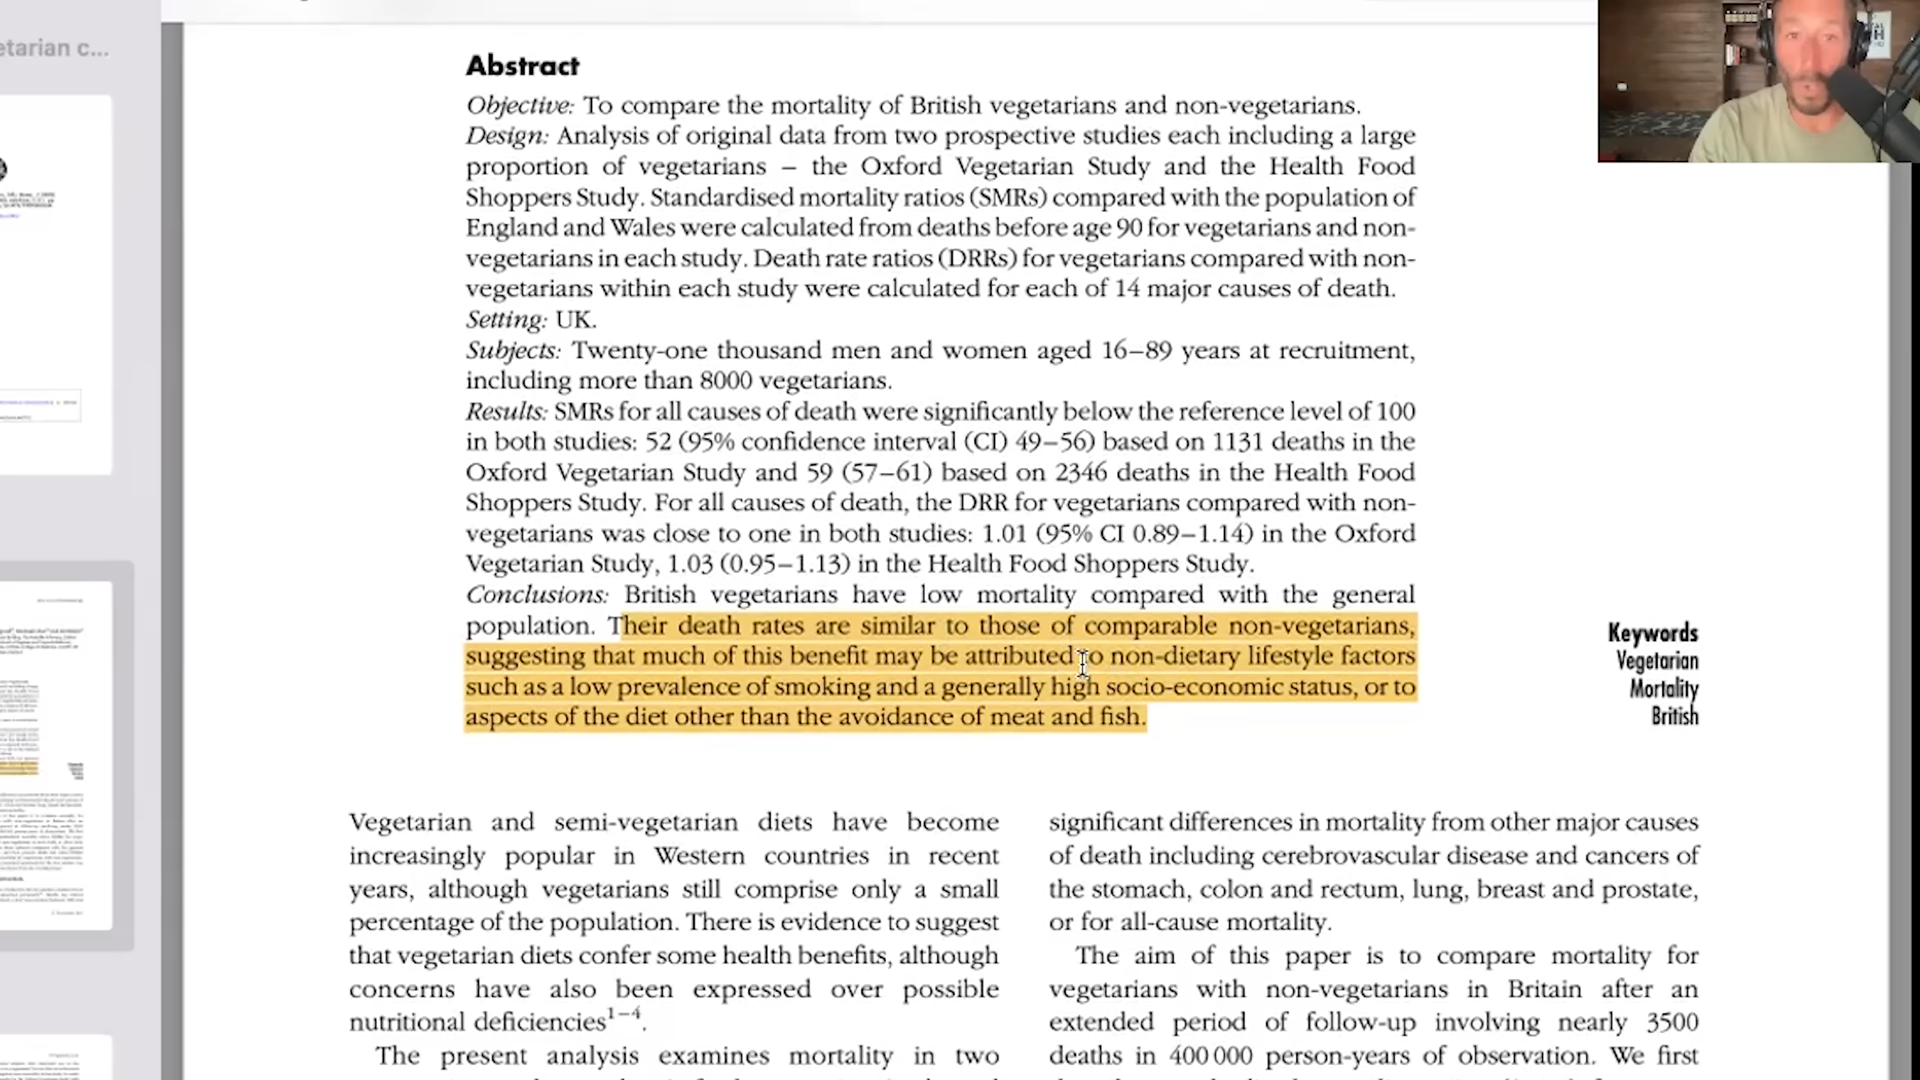 etarian c...
Abstract
Objective: To compare the mortality of British vegetarians and non-vegetarians.
Design: Analysis of original data from two prospective studies each including a large
proportion of vegetarians – the Oxford Vegetarian Study and the Health Food
Shoppers Study. Standardised mortality ratios (SMRs) compared with the population of
England and Wales were calculated from deaths before age 90 for vegetarians and non-
vegetarians in each study. Death rate ratios (DRRs) for vegetarians compared with non-
vegetarians within each study were calculated for each of 14 major causes of death.
Setting: UK.
Subjects: Twenty-one thousand men and women aged 16–89 years at recruitment,
including more than 8000 vegetarians.
Results: SMRs for all causes of death were significantly below the reference level of 100
in both studies: 52 (95% confidence interval (CI) 49–56) based on 1131 deaths in the
Oxford Vegetarian Study and 59 (57–61) based on 2346 deaths in the Health Food
Shoppers Study. For all causes of death, the DRR for vegetarians compared with non-
vegetarians was close to one in both studies: 1.01 (95% CI 0.89–1.14) in the Oxford
Vegetarian Study, 1.03 (0.95–1.13) in the Health Food Shoppers Study.
Conclusions: British vegetarians have low mortality compared with the general
population. Their death rates are similar to those of comparable non-vegetarians,
suggesting that much of this benefit may be attributed to non-dietary lifestyle factors
such as a low prevalence of smoking and a generally high socio-economic status, or to
aspects of the diet other than the avoidance of meat and fish.
Keywords
Vegetarian
Mortality
British
Vegetarian and semi-vegetarian diets have become
increasingly popular in Western countries in recent
years, although vegetarians still comprise only a small
percentage of the population. There is evidence to suggest
that vegetarian diets confer some health benefits, although
concerns have also been expressed over possible
nutritional deficiencies1–4.
The present analysis examines mortality in two
significant differences in mortality from other major causes
of death including cerebrovascular disease and cancers of
the stomach, colon and rectum, lung, breast and prostate,
or for all-cause mortality.
The aim of this paper is to compare mortality for
vegetarians with non-vegetarians in Britain after an
extended period of follow-up involving nearly 3500
deaths in 400 000 person-years of observation. We first